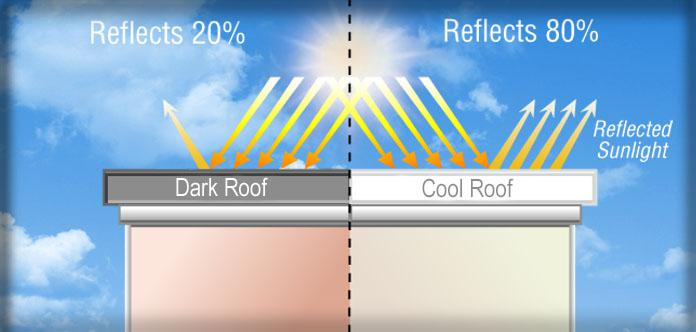 Reflects 20%
Reflects 80%
Reflected
Sunlight
Dark Roof
Cool Roof